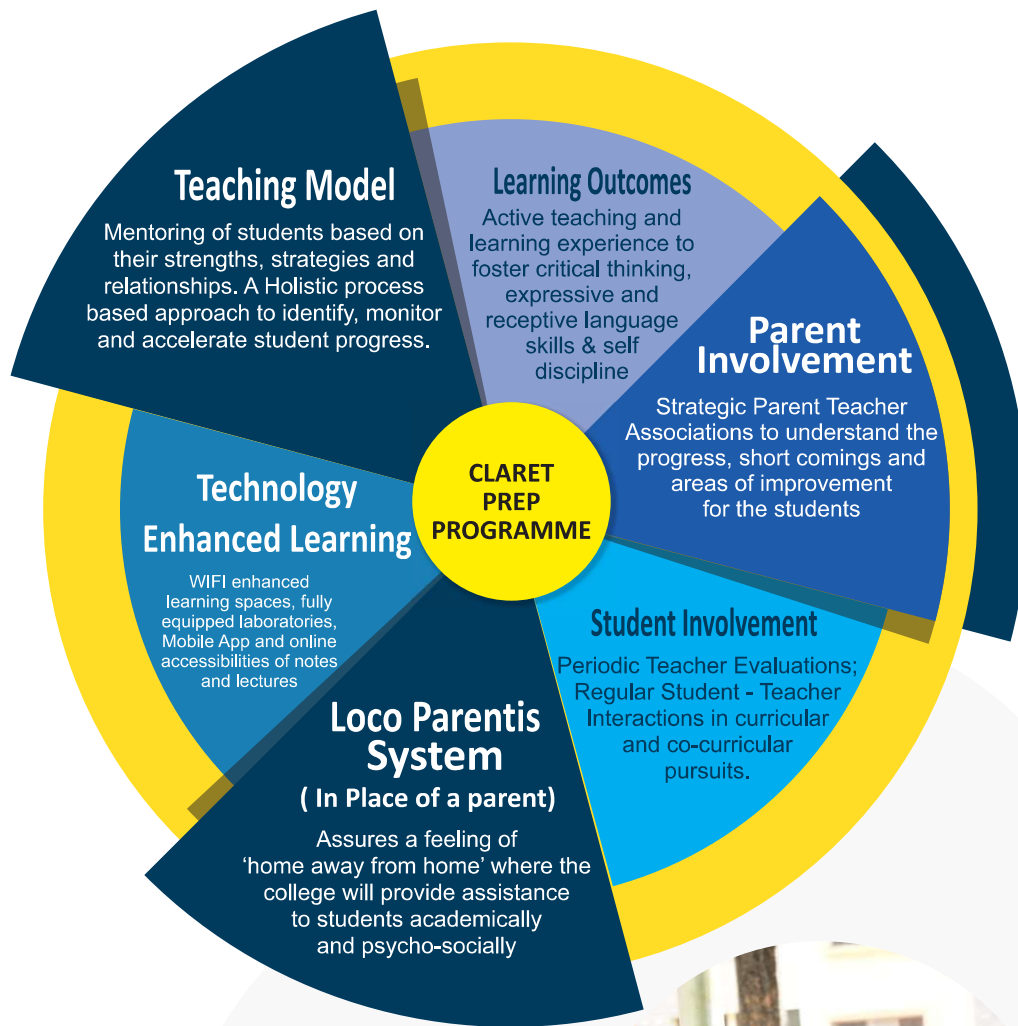 Teaching Model
Mentoring of students based on
their strengths, strategies and
relationships. A Holistic process
based approach to identify, monitor
and accelerate student progress.
Learning Outcomes
Active teaching and
learning experience to
foster critical thinking,
expressive and
receptive language
skills & self
discipline
Parent
Involvement
Strategic Parent Teacher
Associations to understand the
progress, short comings and
areas of improvement
for the students
CLARET
PREP
PROGRAMME
Technology
Enhanced Learning
WIFI enhanced
learning spaces, fully
equipped laboratories,
Mobile App and online
accessibilities of notes
and lectures
Student Involvement
Periodic Teacher Evaluations;
Regular Student - Teacher
Interactions in curricular
and co-curricular
pursuits.
Loco Parentis
System
( In Place of a parent)
Assures a feeling of
‘home away from home’ where the
college will provide assistance
to students academically
and psycho-socially